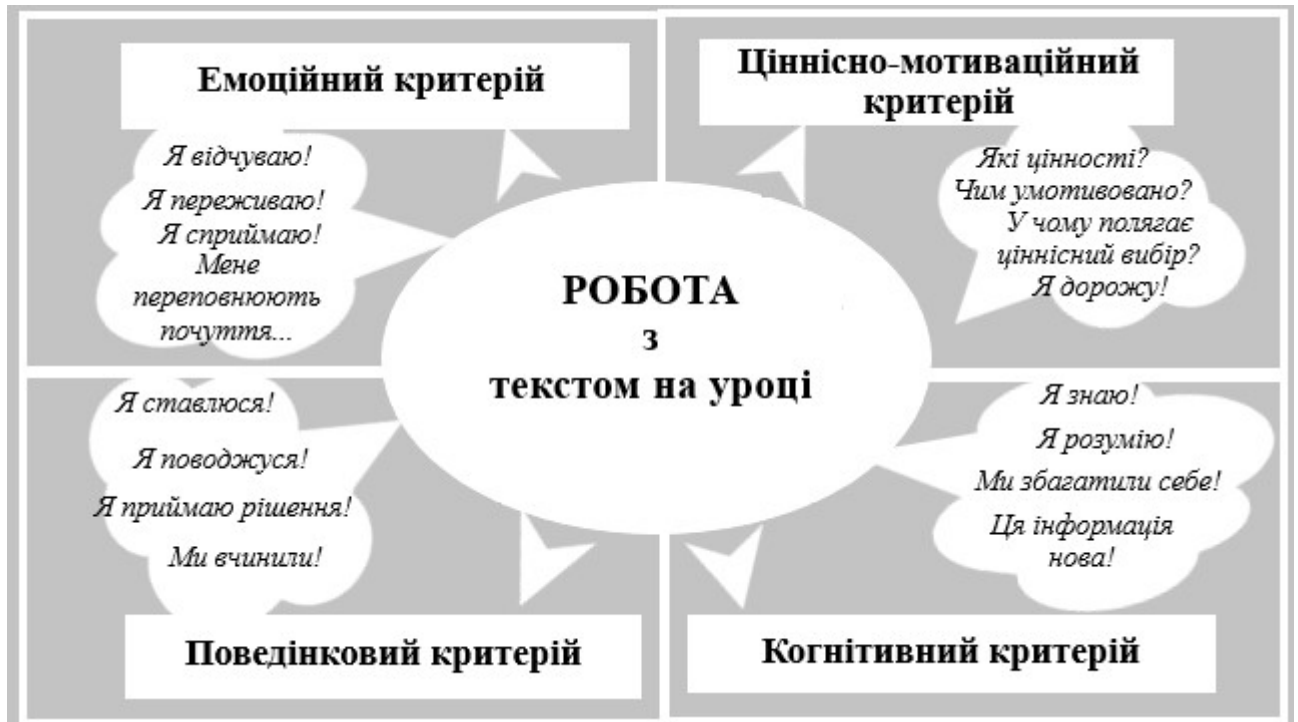 Емоційний критерій
Я відчуваю!
Я переживаю!
Я сприймаю!
Мене
переповнюють
почуття...
Ціннісно-мотиваційний
критерій
Які цінності?
Чим умотивовано?
У чому полягає
ціннісний вибір?
Я дорожу!
РОБОТА
з
текстом на уроці
Я ставлюся!
Я поводжуся!
Я приймаю рішення!
Ми вчинили!
Поведінковий критерій
Я знаю!
Я розумію!
Ми збагатили себе!
Ця інформація
нова!
Когнітивний критерій